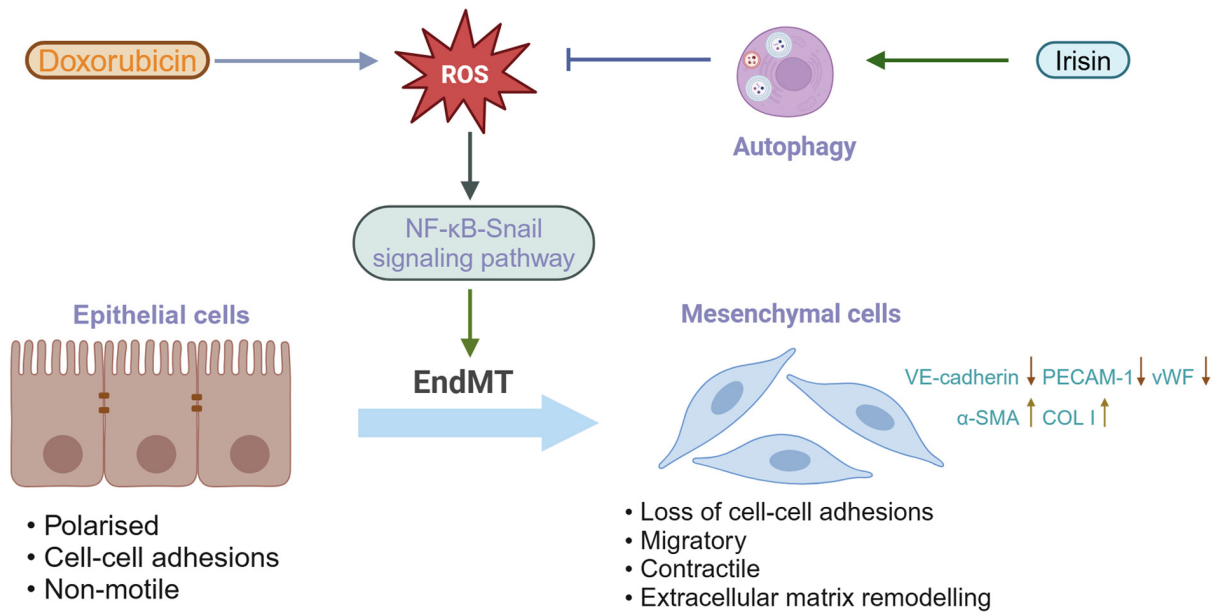 Doxorubicin
ROS
Irisin
Autophagy
NF-κB-Snail
signaling pathway
Epithelial cells
EndMT
Mesenchymal cells
VE-cadherin ↓ PECAM-1 ↓ vWF ↓
α-SMA ↑ COL I ↑
• Polarised
• Cell-cell adhesions
• Non-motile
• Loss of cell-cell adhesions
• Migratory
• Contractile
• Extracellular matrix remodelling